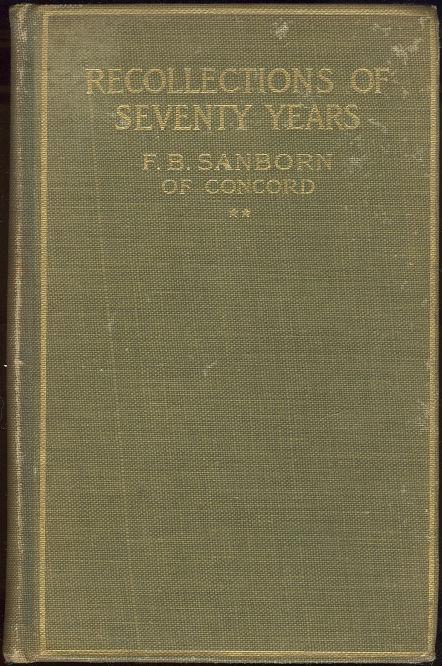 RECOLLECTIONS OF
SEVENTY YEARS
F. B. SANBORN
OF CONCORD
**